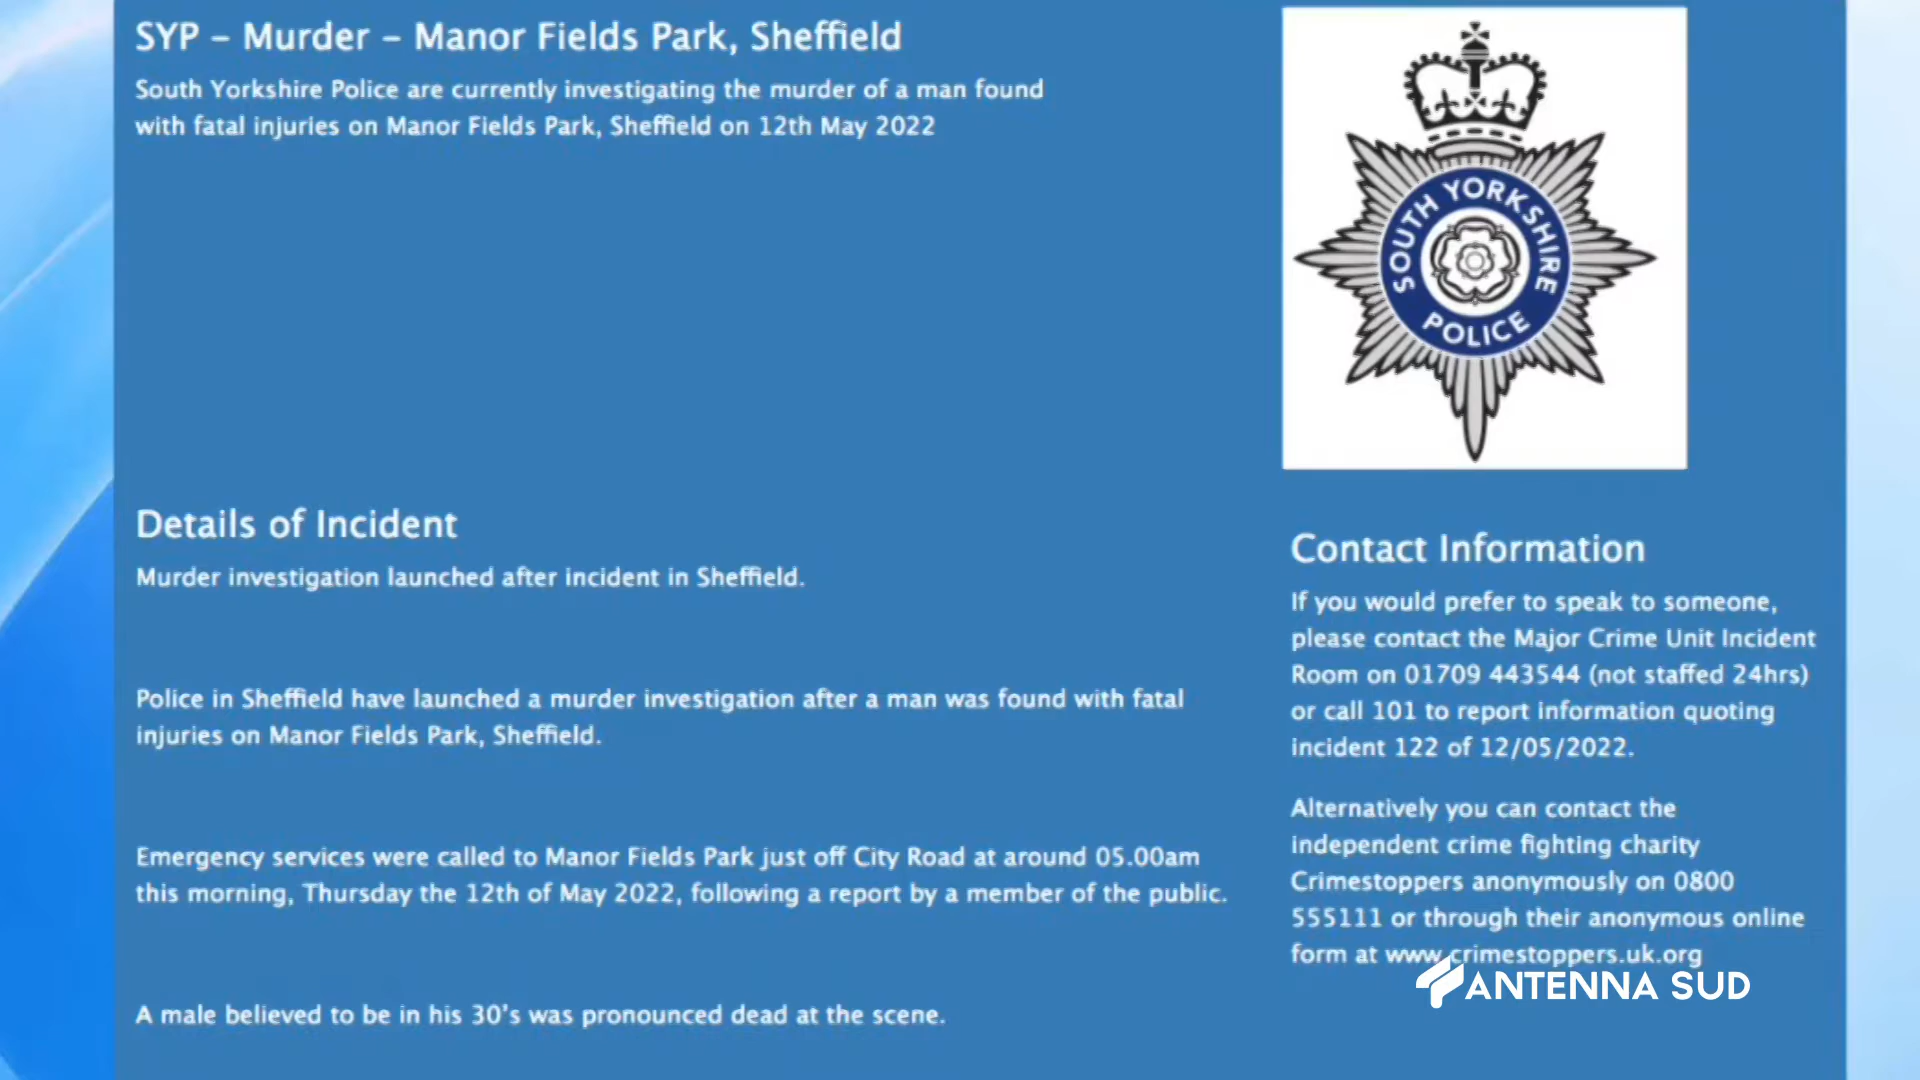 SYP – Murder – Manor Fields Park, Sheffield
South Yorkshire Police are currently investigating the murder of a man found
with fatal injuries on Manor Fields Park, Sheffield on 12th May 2022
SOUTH YORKSHIRE
POLICE
Details of Incident
Murder investigation launched after incident in Sheffield.
Police in Sheffield have launched a murder investigation after a man was found with fatal
injuries on Manor Fields Park, Sheffield.
Emergency services were called to Manor Fields Park just off City Road at around 05.00am
this morning, Thursday the 12th of May 2022, following a report by a member of the public.
A male believed to be in his 30's was pronounced dead at the scene.
Contact Information
If you would prefer to speak to someone,
please contact the Major Crime Unit Incident
Room on 01709 443544 (not staffed 24hrs)
or call 101 to report information quoting
incident 122 of 12/05/2022.
Alternatively you can contact the
independent crime fighting charity
Crimestoppers anonymously on 0800
555111 or through their anonymous online
form at www.crimestoppers.uk.org
ANTENNA SUD